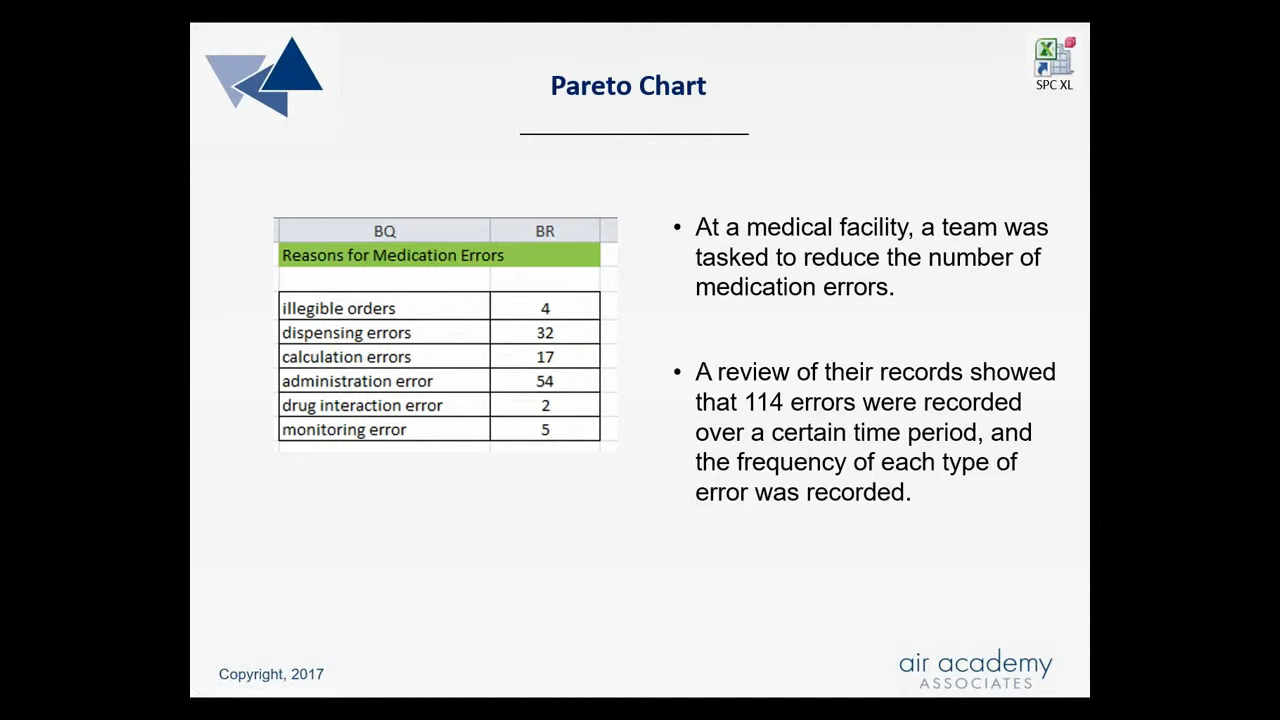 Pareto Chart
SPC XL
BQ BR
Reasons for Medication Errors
illegible orders 4
dispensing errors 32
calculation errors 17
administration error 54
drug interaction error 2
monitoring error 5
• At a medical facility, a team was
tasked to reduce the number of
medication errors.
• A review of their records showed
that 114 errors were recorded
over a certain time period, and
the frequency of each type of
error was recorded.
Copyright, 2017
air academy
ASSOCIATES